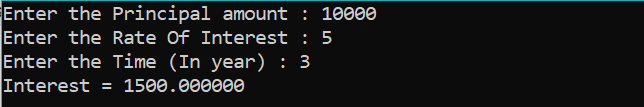 Enter the Principal amount : 10000
Enter the Rate Of Interest : 5
Enter the Time (In year) : 3
Interest = 1500.000000